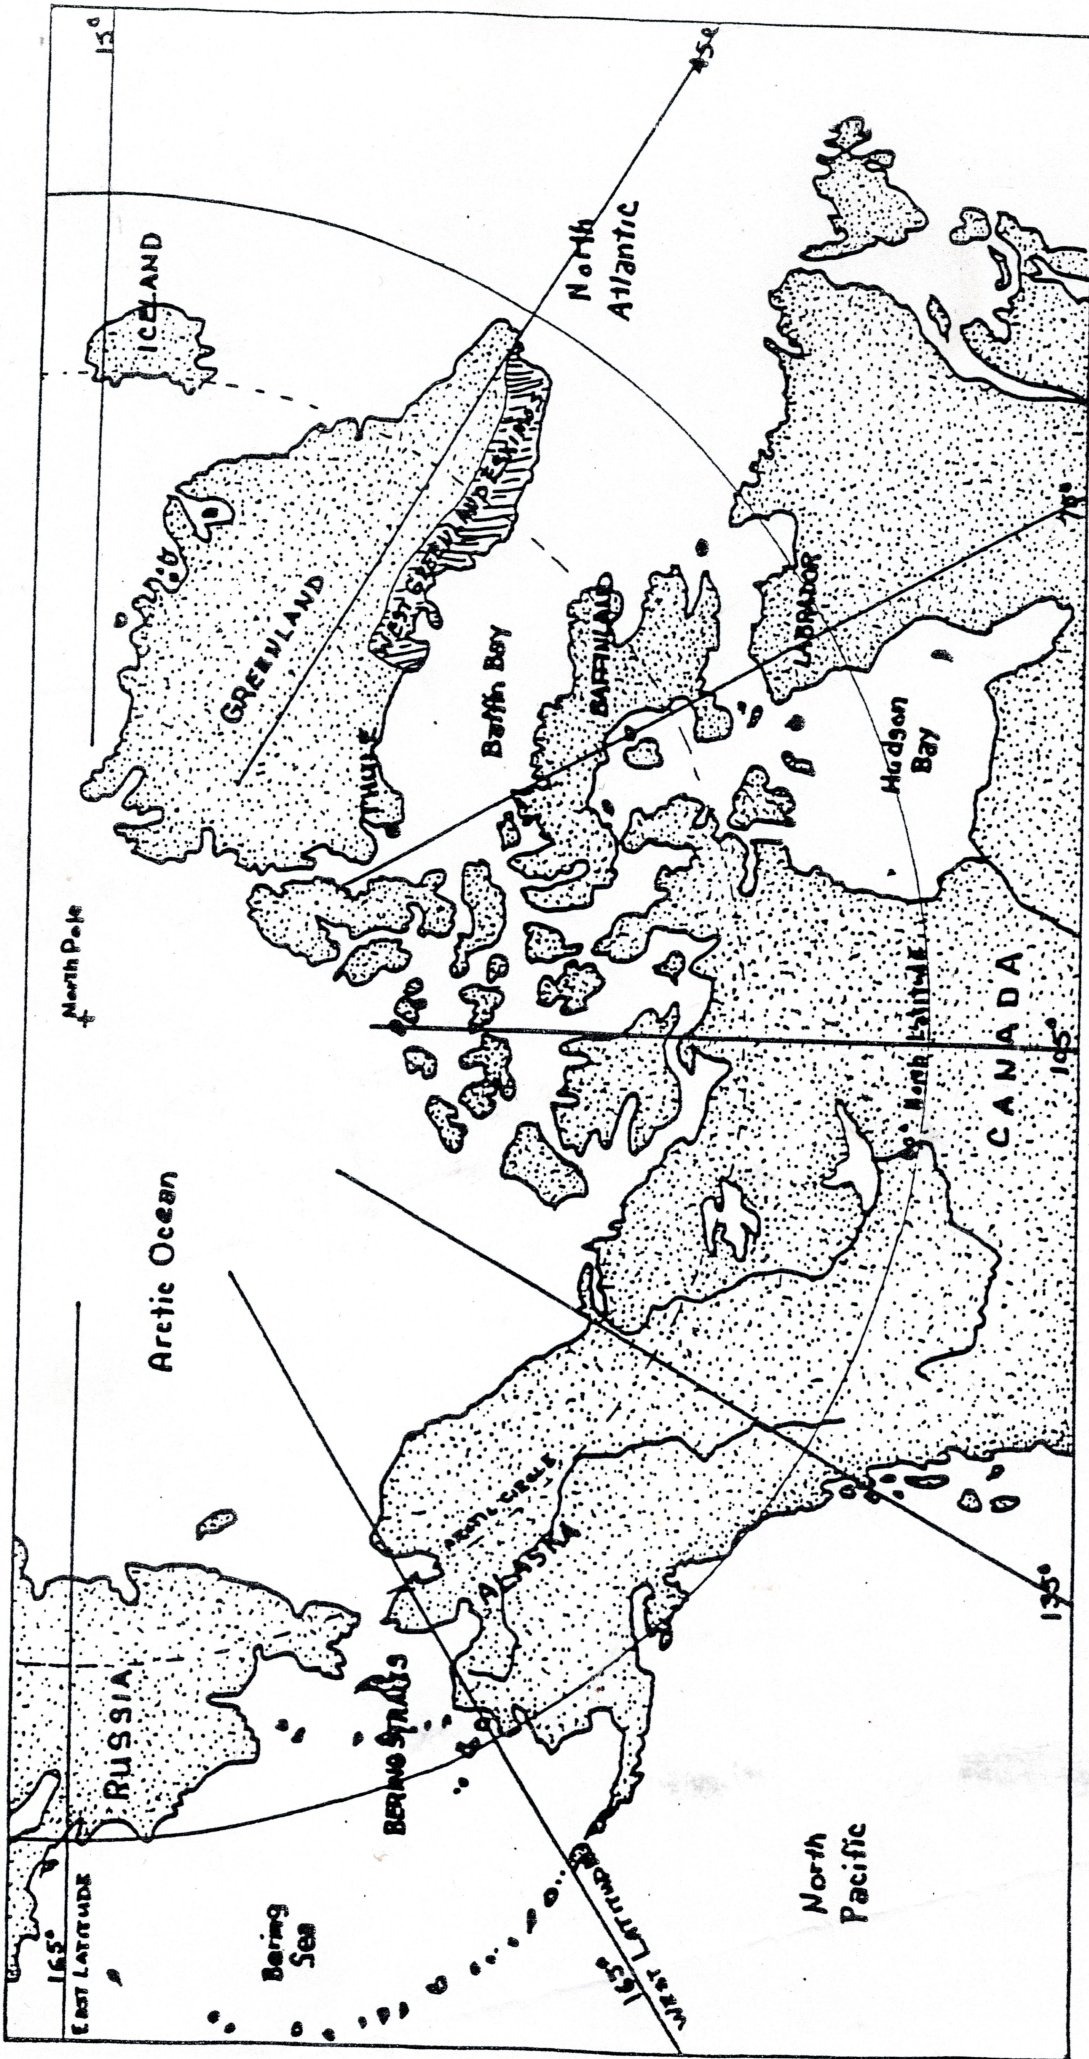 165°
EAST LATITUDE
RUSSIA
Bering
Sea
BERING STRAITS
165°
WEST LATITUDE
North
Pacific
Arctic Ocean
ARCTIC CIRCLE
ALASKA
135°
North Pole
60° North Latitude
CANADA
105°
THULE
GREENLAND
WEST GREENLAND ESKIMOS
Baffin Bay
BAFFINLAND
Hudson
Bay
LABRADOR
75°
ICELAND
15°
North
Atlantic
45°